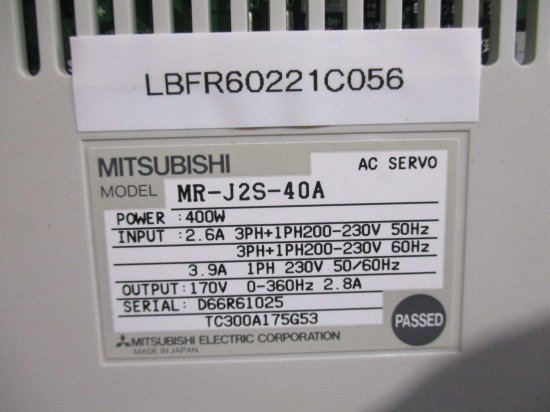 LBFR60221C056
MITSUBISHI AC SERVO
MODEL MR-J2S-40A
POWER :400W
INPUT :2.6A 3PH+1PH200-230V 50Hz
3PH+1PH200-230V 60Hz
3.9A 1PH 230V 50/60Hz
OUTPUT:170V 0-360Hz 2.8A
SERIAL: D66R61025
TC300A175G53
PASSED
MITSUBISHI ELECTRIC CORPORATION
MADE IN JAPAN